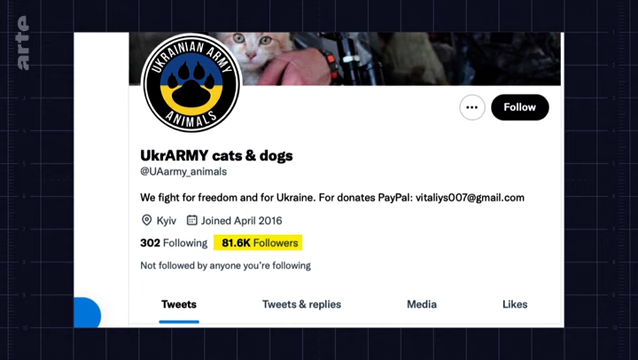 arte
UKRAINIAN ARMY
ANIMALS
Follow
UkrARMY cats & dogs
@UAarmy_animals
We fight for freedom and for Ukraine. For donates PayPal: vitaliys007@gmail.com
Kyiv Joined April 2016
302 Following 81.6K Followers
Not followed by anyone you're following
Tweets Tweets & replies Media Likes